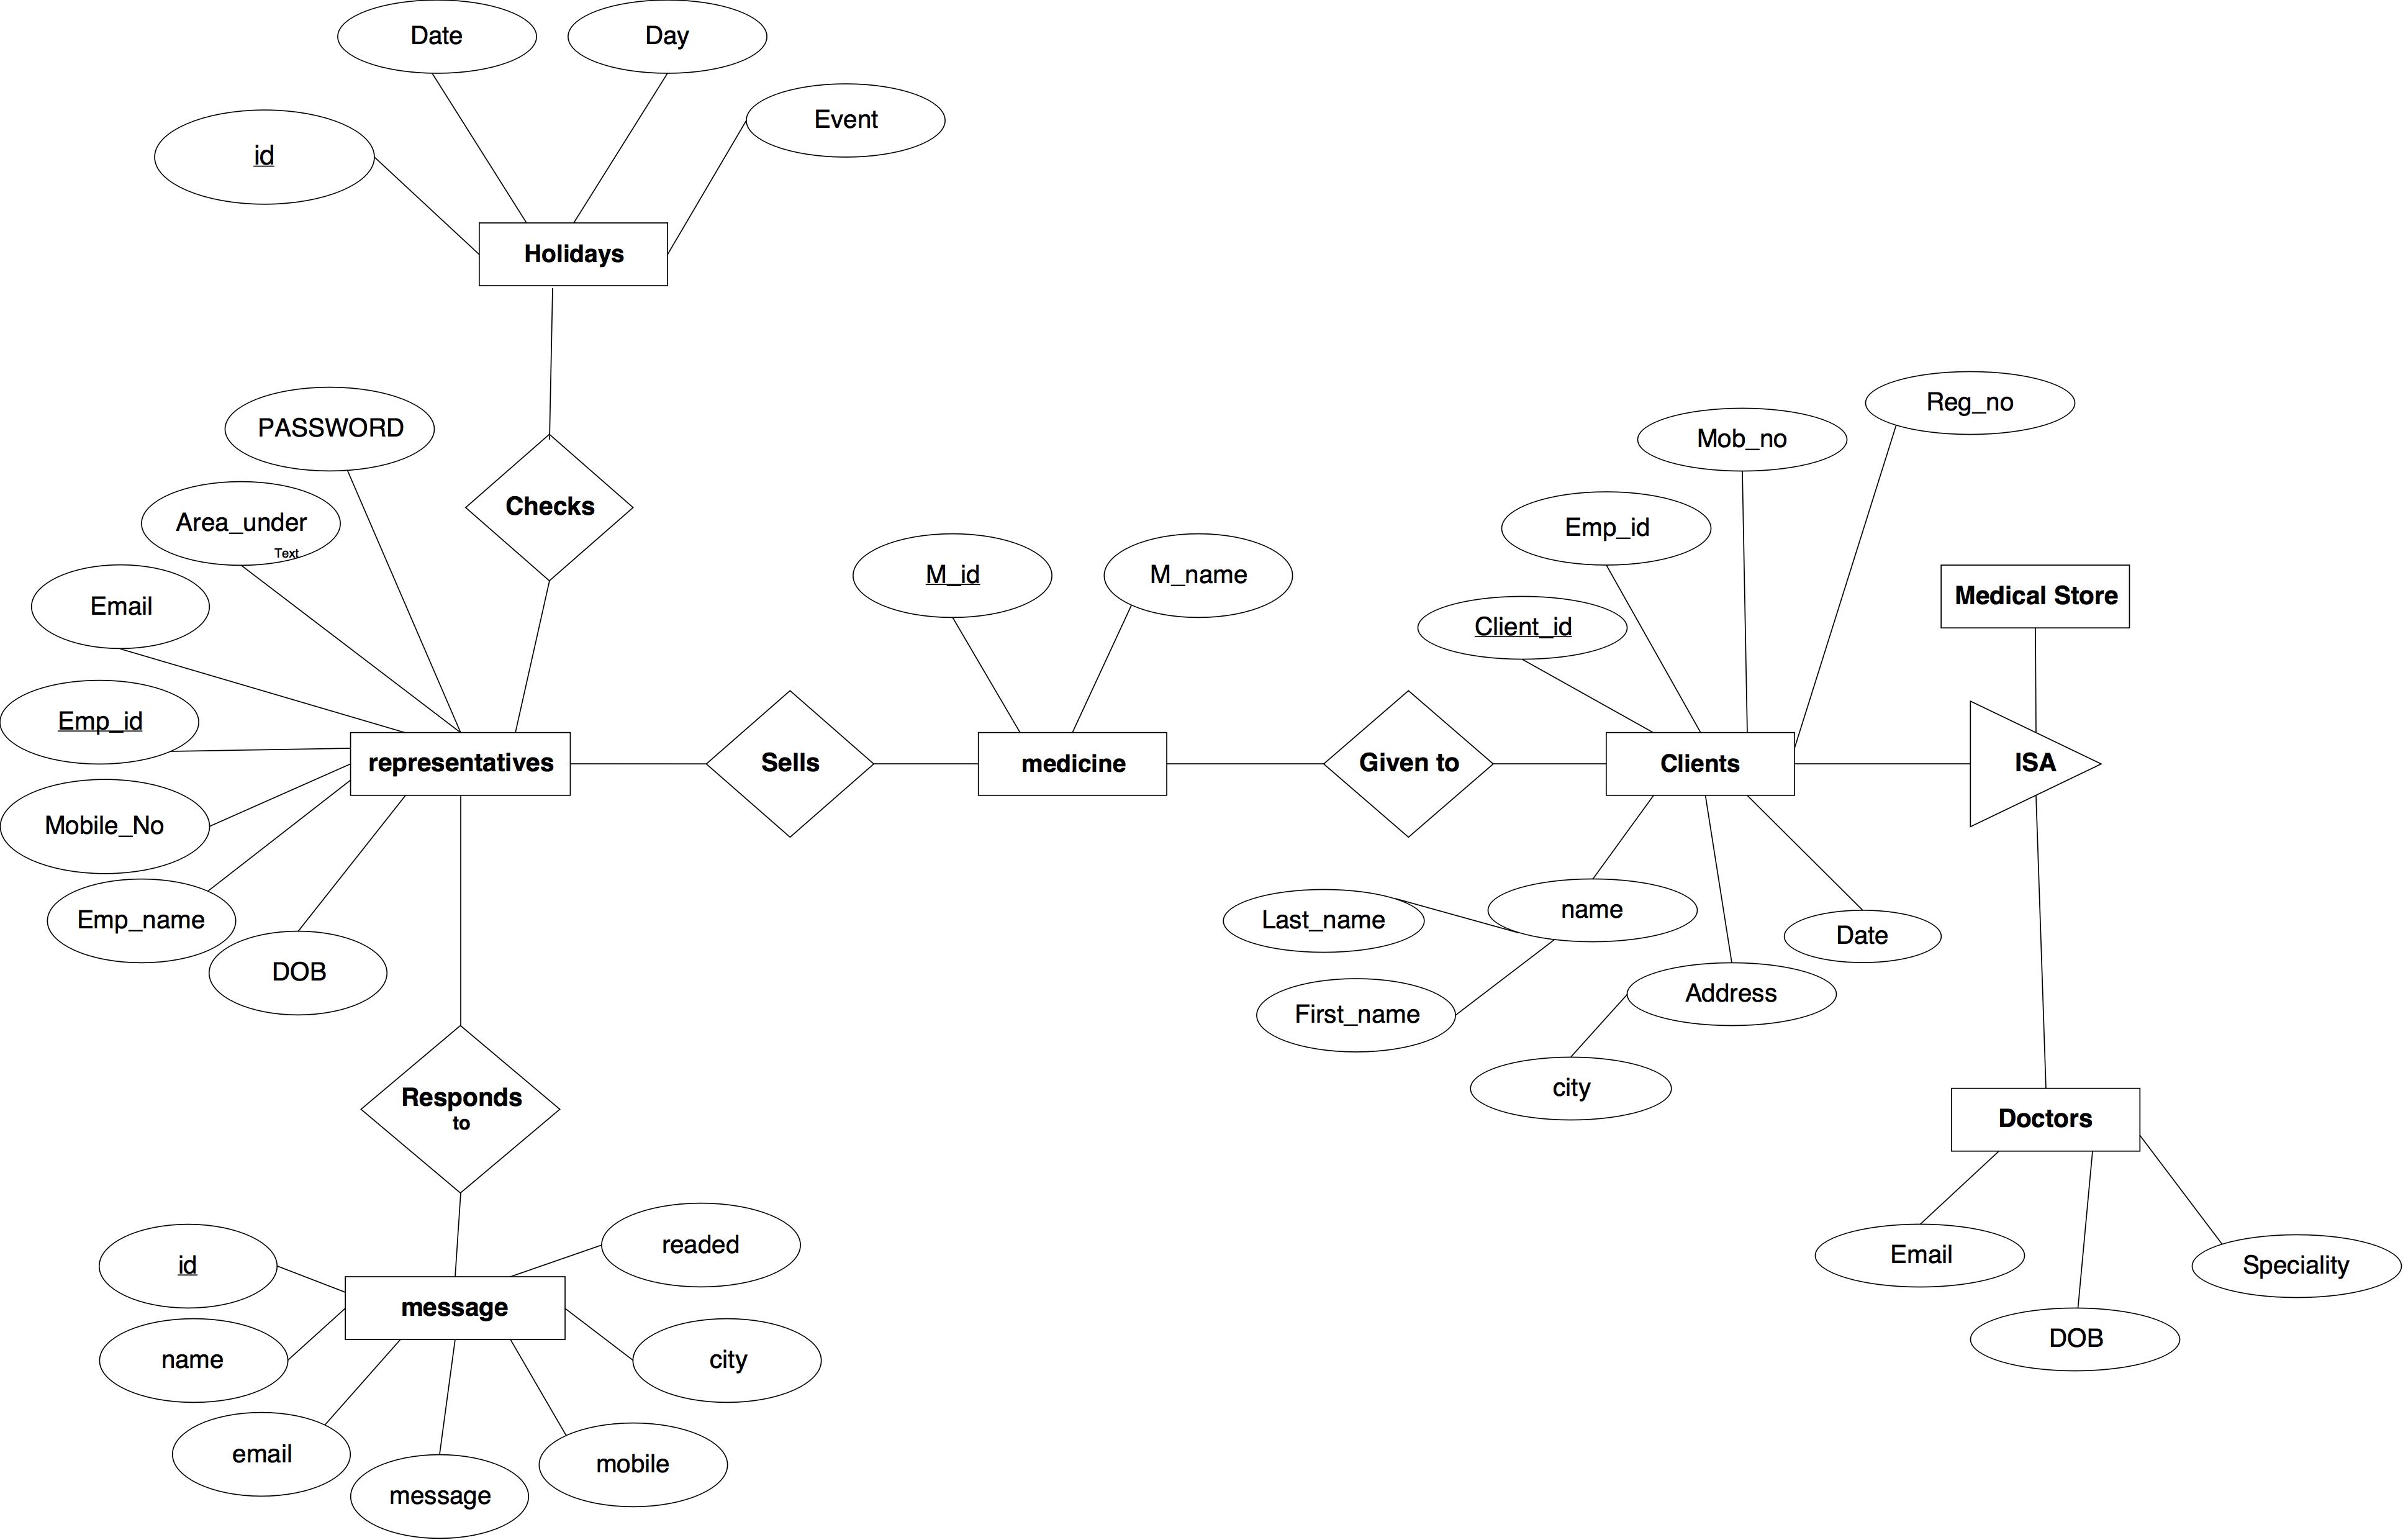 Date
Day
Event
id
Holidays
Reg_no
PASSWORD
Mob_no
Checks
Area_under
Text
Emp_id
M_id
M_name
Medical Store
Email
Client_id
Emp_id
representatives
Sells
medicine
Given to
Clients
ISA
Mobile_No
Emp_name
Last_name
name
Date
DOB
Address
First_name
city
Responds
to
Doctors
readed
id
Email
Speciality
message
DOB
name
city
email
mobile
message